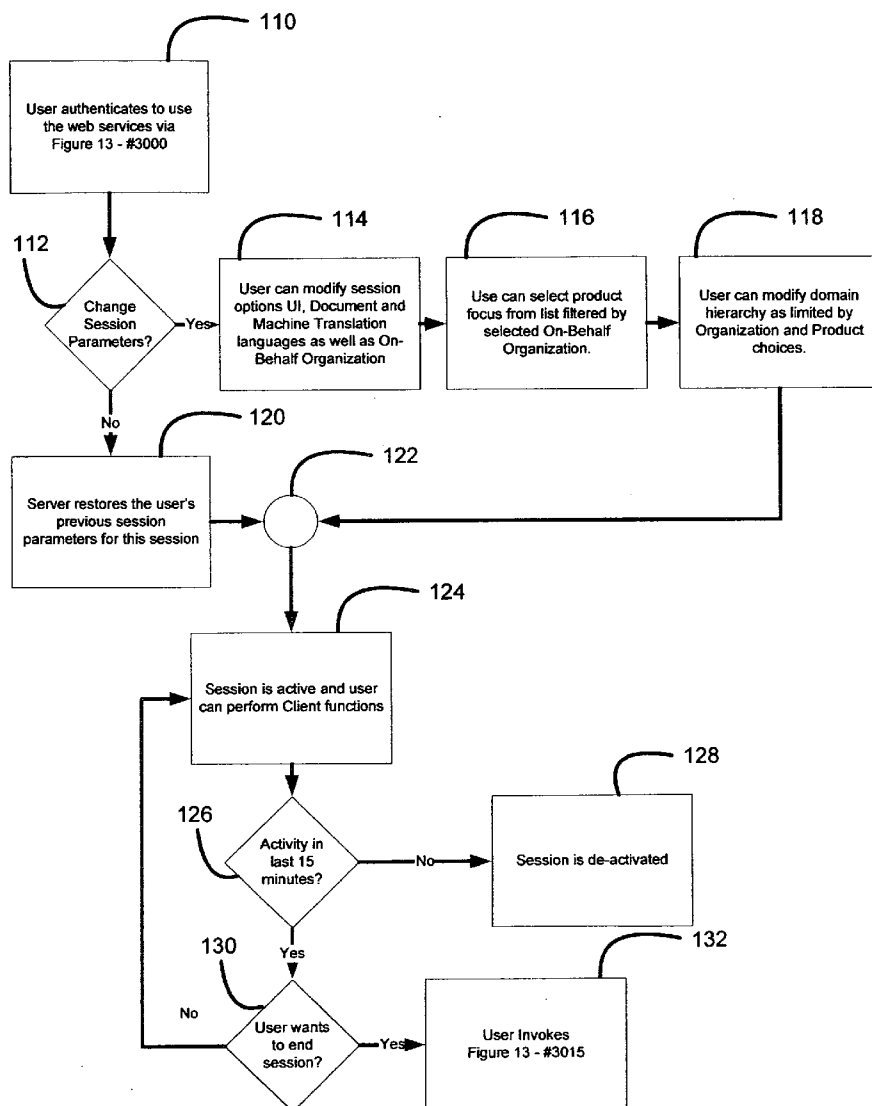 110
User authenticates to use
the web services via
Figure 13 - #3000
112
Change
Session
Parameters?
Yes
114
User can modify session
options UI, Document and
Machine Translation
languages as well as On-
Behalf Organization
116
Use can select product
focus from list filtered by
selected On-Behalf
Organization.
118
User can modify domain
hierarchy as limited by
Organization and Product
choices.
No
120
Server restores the user's
previous session
parameters for this session
122
124
Session is active and user
can perform Client functions
126
Activity in
last 15
minutes?
No
128
Session is de-activated
Yes
130
No
User wants
to end
session?
Yes
132
User Invokes
Figure 13 - #3015